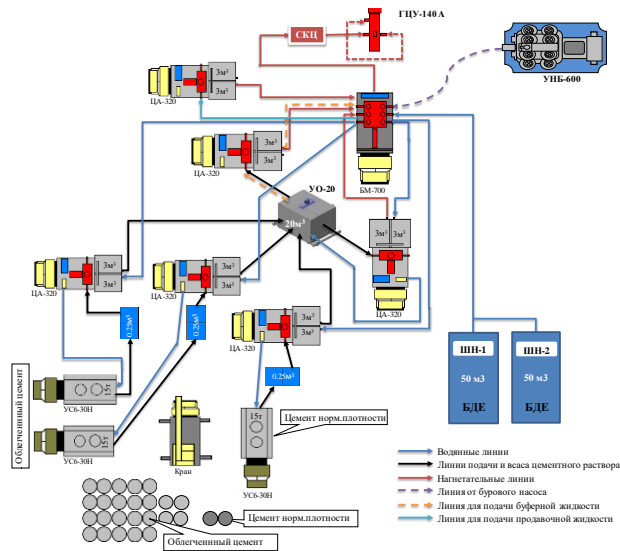 ГЦУ-140 А
СКЦ
УНБ-600
3м³
3м³
ЦА-320
3м³
3м³
ЦА-320
БМ-700
УО-20
20м³
3м³ 3м³
ЦА-320
3м³
3м³
ЦА-320
3м³
3м³
ЦА-320
3м³
3м³
ЦА-320
0.25м³
0.25м³
0.25м³
ШН-1
50 м3
БДЕ
ШН-2
50 м3
БДЕ
Облегченный цемент
15т
УС6-30Н
15т
УС6-30Н
15т
УС6-30Н
Цемент норм.плотности
Кран
Водянные линии
Линии подачи и всаса цементного раствора
Нагнетательные линии
Линия от бурового насоса
Линия для подачи буферной жидкости
Линия для подачи продавочной жидкости
Цемент норм.плотности
Облегченный цемент